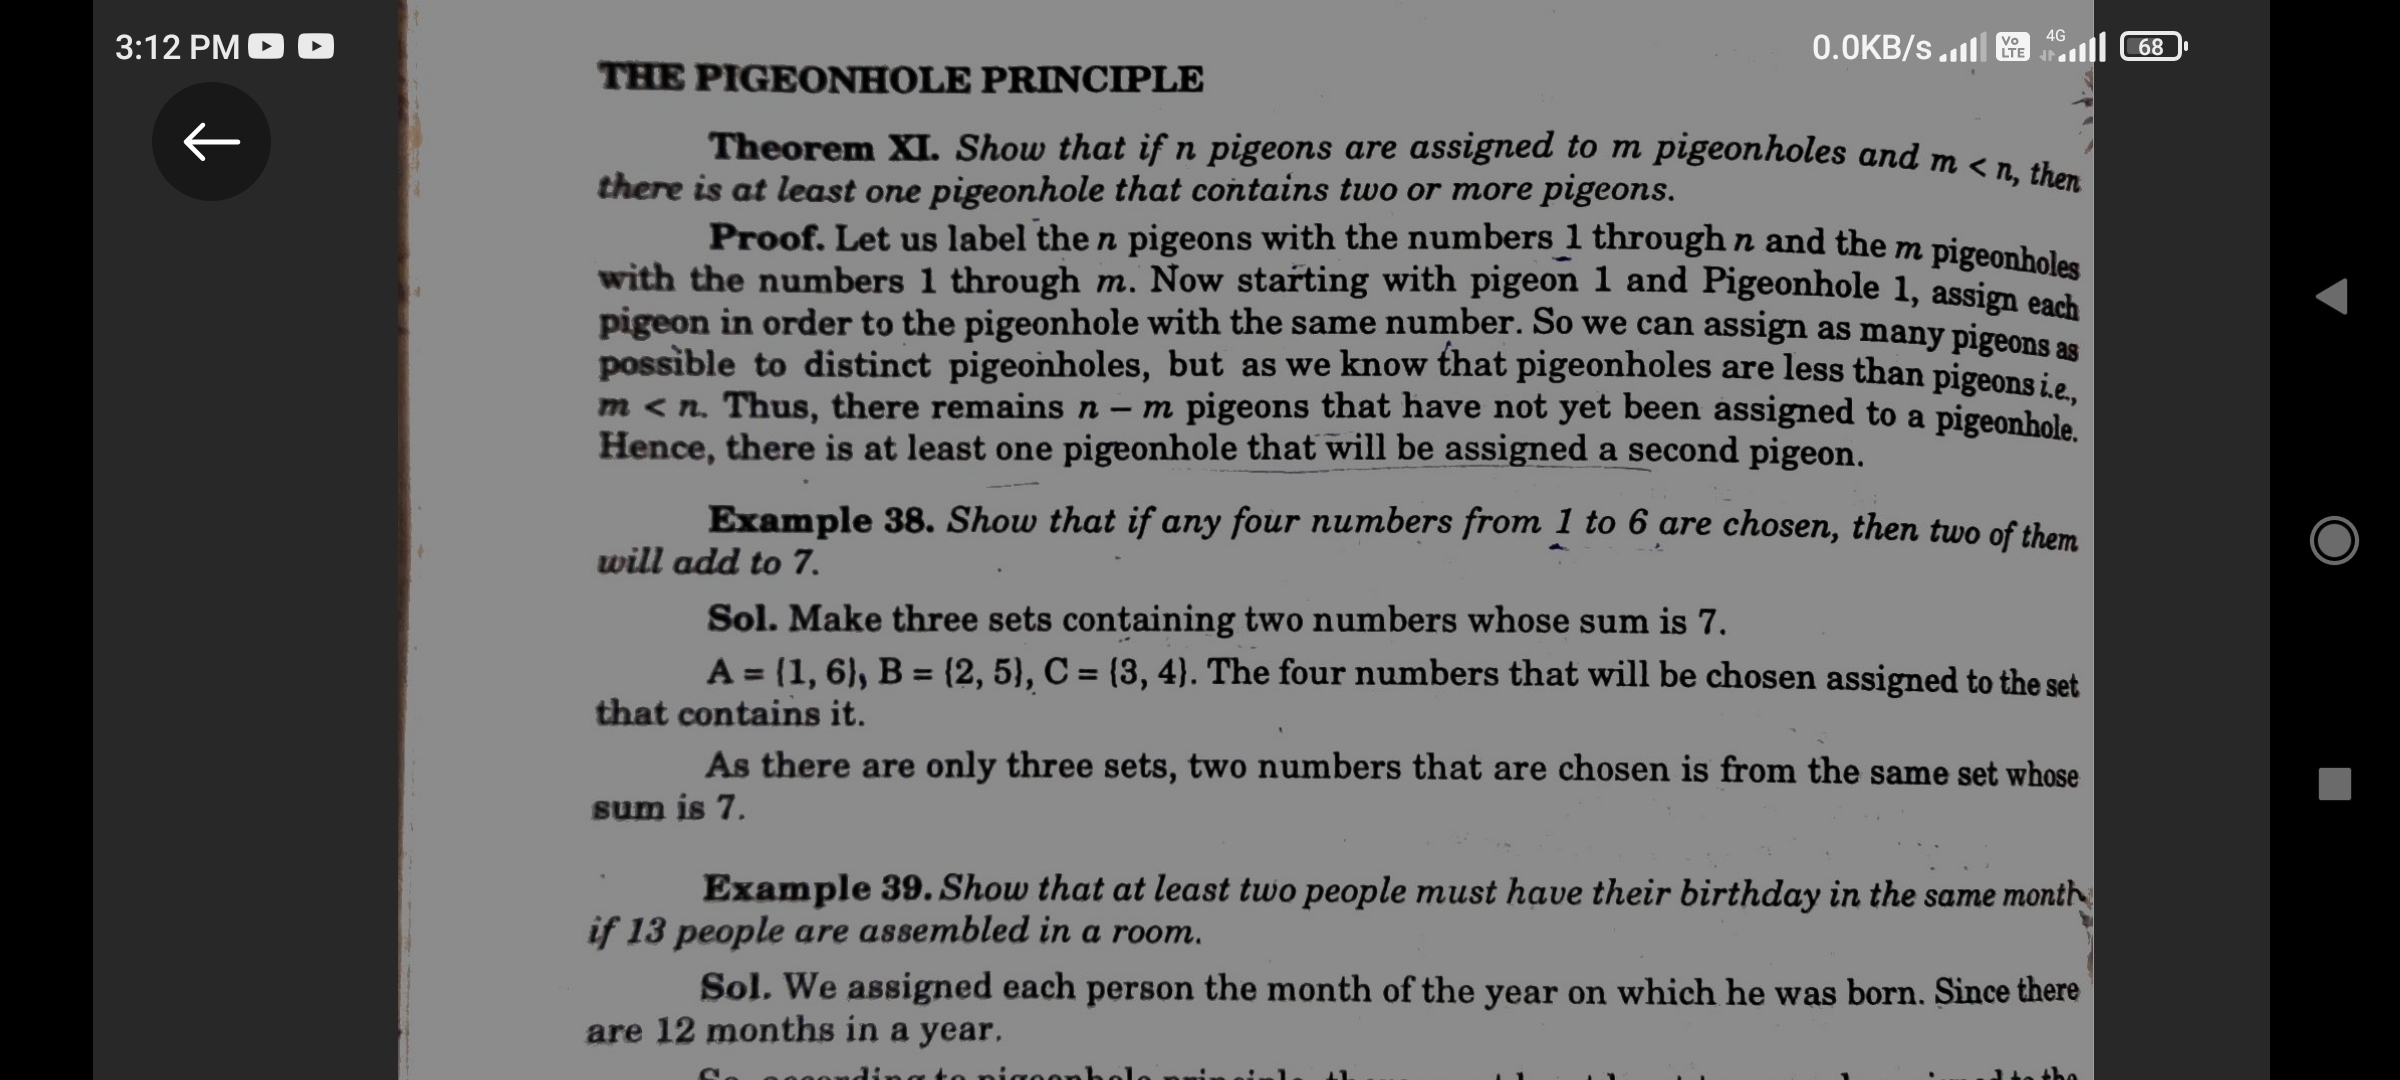 3:12 PM
0.0KB/s Vo LTE 4G 68
THE PIGEONHOLE PRINCIPLE
Theorem XI. Show that if n pigeons are assigned to m pigeonholes and m < n, then
there is at least one pigeonhole that contains two or more pigeons.
Proof. Let us label the n pigeons with the numbers 1 through n and the m pigeonholes
with the numbers 1 through m. Now starting with pigeon 1 and Pigeonhole 1, assign each
pigeon in order to the pigeonhole with the same number. So we can assign as many pigeons as
possible to distinct pigeonholes, but as we know that pigeonholes are less than pigeons i.e.,
m < n. Thus, there remains n – m pigeons that have not yet been assigned to a pigeonhole.
Hence, there is at least one pigeonhole that will be assigned a second pigeon.
Example 38. Show that if any four numbers from 1 to 6 are chosen, then two of them
will add to 7.
Sol. Make three sets containing two numbers whose sum is 7.
A = {1, 6}, B = {2, 5}, C = {3, 4}. The four numbers that will be chosen assigned to the set
that contains it.
As there are only three sets, two numbers that are chosen is from the same set whose
sum is 7.
Example 39. Show that at least two people must have their birthday in the same month
if 13 people are assembled in a room.
Sol. We assigned each person the month of the year on which he was born. Since there
are 12 months in a year.
So, according to pigeonhole principle,